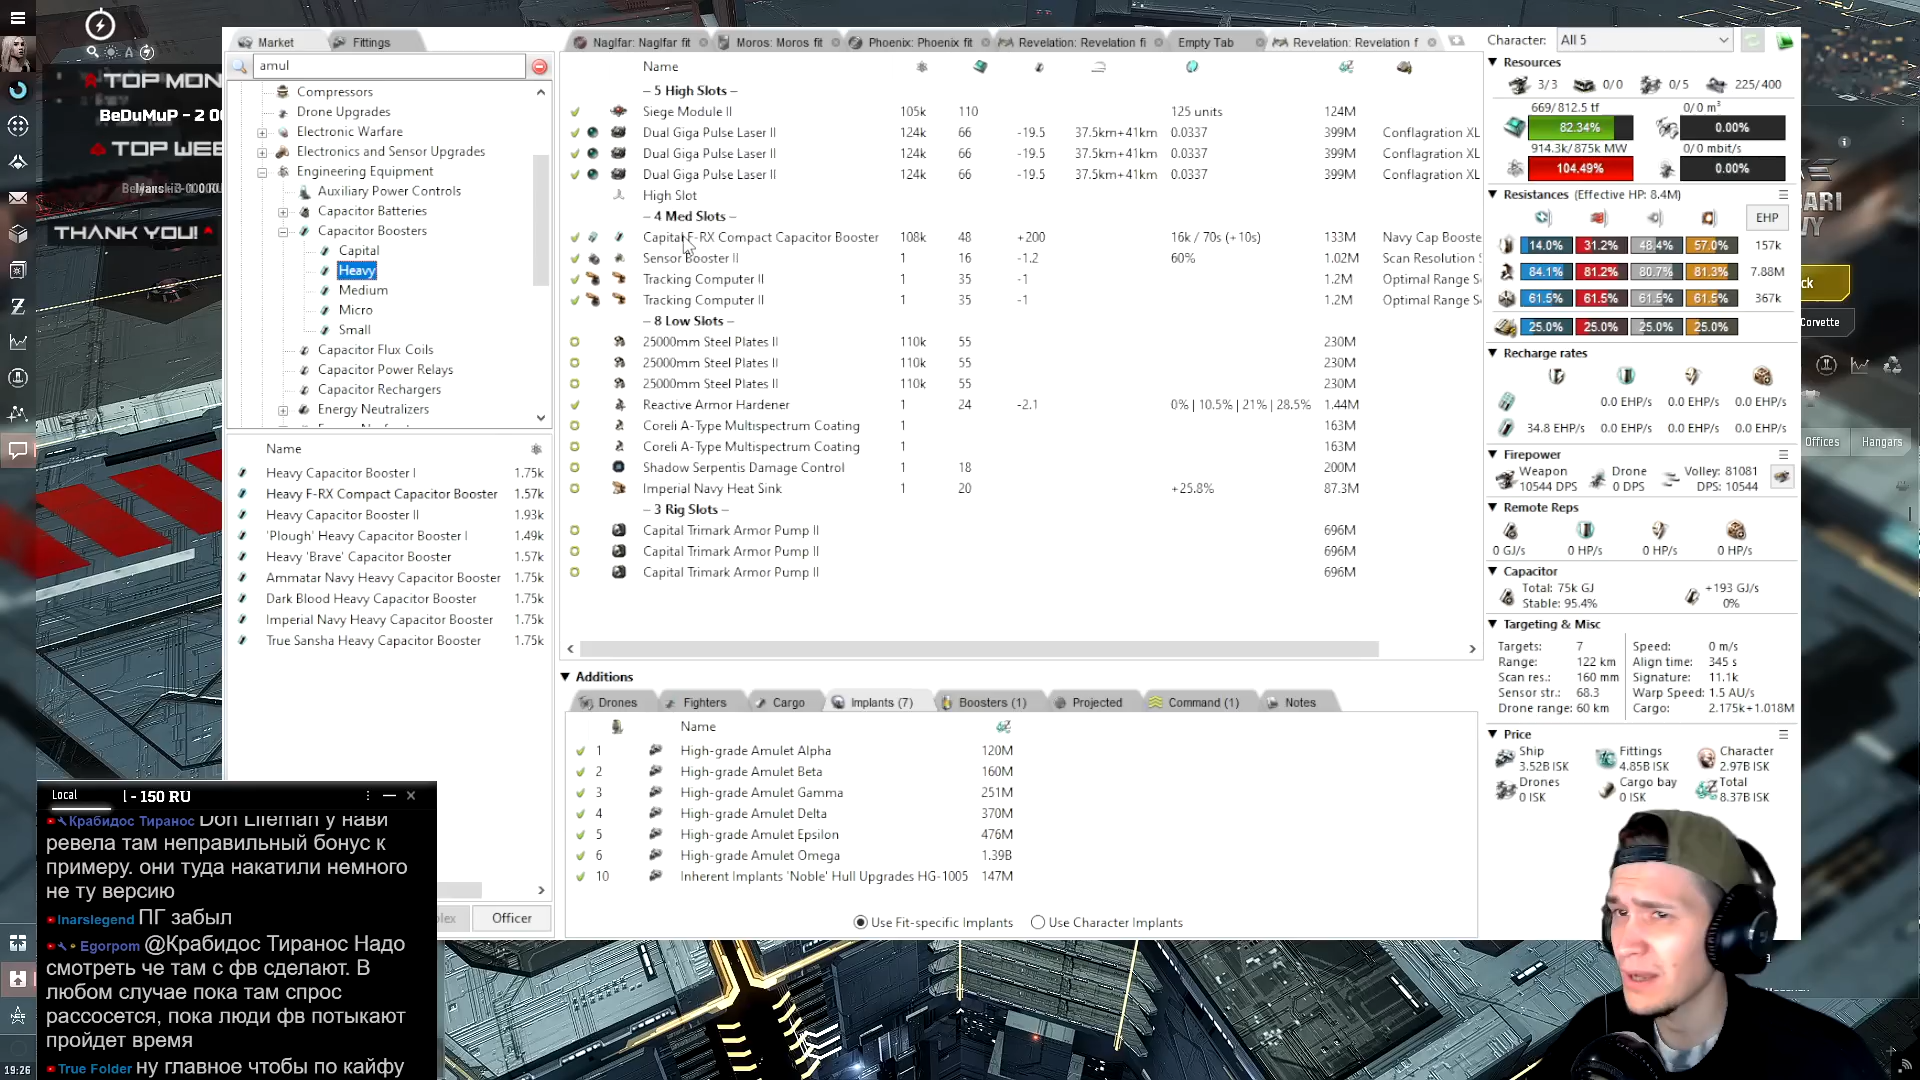 Market
Fittings
Naglfar: Naglfar fit
Moros: Moros fit
Phoenix: Phoenix fit
Revelation: Revelation fi
Empty Tab
Revelation: Revelation f
Character:
All 5
amul
TOP MON
BeDuMuP - 2 0
TOP WEE
THANK YOU!
Compressors
Drone Upgrades
Electronic Warfare
Electronics and Sensor Upgrades
Engineering Equipment
Auxiliary Power Controls
Capacitor Batteries
Capacitor Boosters
Capital
Heavy
Medium
Micro
Small
Capacitor Flux Coils
Capacitor Power Relays
Capacitor Rechargers
Energy Neutralizers
Name
Heavy Capacitor Booster I 1.75k
Heavy F-RX Compact Capacitor Booster 1.57k
Heavy Capacitor Booster II 1.93k
'Plough' Heavy Capacitor Booster I 1.49k
Heavy 'Brave' Capacitor Booster 1.57k
Ammatar Navy Heavy Capacitor Booster 1.75k
Dark Blood Heavy Capacitor Booster 1.75k
Imperial Navy Heavy Capacitor Booster 1.75k
True Sansha Heavy Capacitor Booster 1.75k
Officer
Name
– 5 High Slots –
Siege Module II 105k 110 125 units 124M
Dual Giga Pulse Laser II 124k 66 -19.5 37.5km+41km 0.0337 399M Conflagration XL
Dual Giga Pulse Laser II 124k 66 -19.5 37.5km+41km 0.0337 399M Conflagration XL
Dual Giga Pulse Laser II 124k 66 -19.5 37.5km+41km 0.0337 399M Conflagration XL
High Slot
– 4 Med Slots –
Capital F-RX Compact Capacitor Booster 108k 48 +200 16k / 70s (+10s) 133M Navy Cap Booste
Sensor Booster II 1 16 -1.2 60% 1.02M Scan Resolution S
Tracking Computer II 1 35 -1 1.2M Optimal Range S
Tracking Computer II 1 35 -1 1.2M Optimal Range S
– 8 Low Slots –
25000mm Steel Plates II 110k 55 230M
25000mm Steel Plates II 110k 55 230M
25000mm Steel Plates II 110k 55 230M
Reactive Armor Hardener 1 24 -2.1 0% | 10.5% | 21% | 28.5% 1.44M
Coreli A-Type Multispectrum Coating 1 163M
Coreli A-Type Multispectrum Coating 1 163M
Shadow Serpentis Damage Control 1 18 200M
Imperial Navy Heat Sink 1 20 +25.8% 87.3M
– 3 Rig Slots –
Capital Trimark Armor Pump II 696M
Capital Trimark Armor Pump II 696M
Capital Trimark Armor Pump II 696M
Additions
Drones
Fighters
Cargo
Implants (7)
Boosters (1)
Projected
Command (1)
Notes
Name
1 High-grade Amulet Alpha 120M
2 High-grade Amulet Beta 160M
3 High-grade Amulet Gamma 251M
4 High-grade Amulet Delta 370M
5 High-grade Amulet Epsilon 476M
6 High-grade Amulet Omega 1.39B
10 Inherent Implants 'Noble' Hull Upgrades HG-1005 147M
Use Fit-specific Implants
Use Character Implants
Resources
3/3 0/0 0/5 225/400
669/812.5 tf 0/0 m³
82.34% 0.00%
914.3k/875k MW 0/0 mbit/s
104.49% 0.00%
Resistances (Effective HP: 8.4M)
EHP
14.0% 31.2% 48.4% 57.0% 157k
84.1% 81.2% 80.7% 81.3% 7.88M
61.5% 61.5% 61.5% 61.5% 367k
25.0% 25.0% 25.0% 25.0%
Recharge rates
0.0 EHP/s 0.0 EHP/s 0.0 EHP/s
34.8 EHP/s 0.0 EHP/s 0.0 EHP/s 0.0 EHP/s
Firepower
Weapon Drone Volley: 81081
10544 DPS 0 DPS DPS: 10544
Remote Reps
0 GJ/s 0 HP/s 0 HP/s 0 HP/s
Capacitor
Total: 75k GJ +193 GJ/s
Stable: 95.4% 0%
Targeting & Misc
Targets: 7 Speed: 0 m/s
Range: 122 km Align time: 345 s
Scan res.: 160 mm Signature: 11.1k
Sensor str.: 68.3 Warp Speed: 1.5 AU/s
Drone range: 60 km Cargo: 2.175k+1.018M
Price
Ship Fittings Character
3.52B ISK 4.85B ISK 2.97B ISK
Drones Cargo bay Total
0 ISK 0 ISK 8.37B ISK
ck
Corvette
Offices
Hangars
Local
- 150 RU
Крабидос Тиранос Don Lifeman у нави
ревела там неправильный бонус к
примеру. они туда накатили немного
не ту версию
Inarslegend ПГ забыл
Egorpom @Крабидос Тиранос Надо
смотреть че там с фв сделают. В
любом случае пока там спрос
рассосется, пока люди фв потыкают
пройдет время
True Folder ну главное чтобы по кайфу
19:26